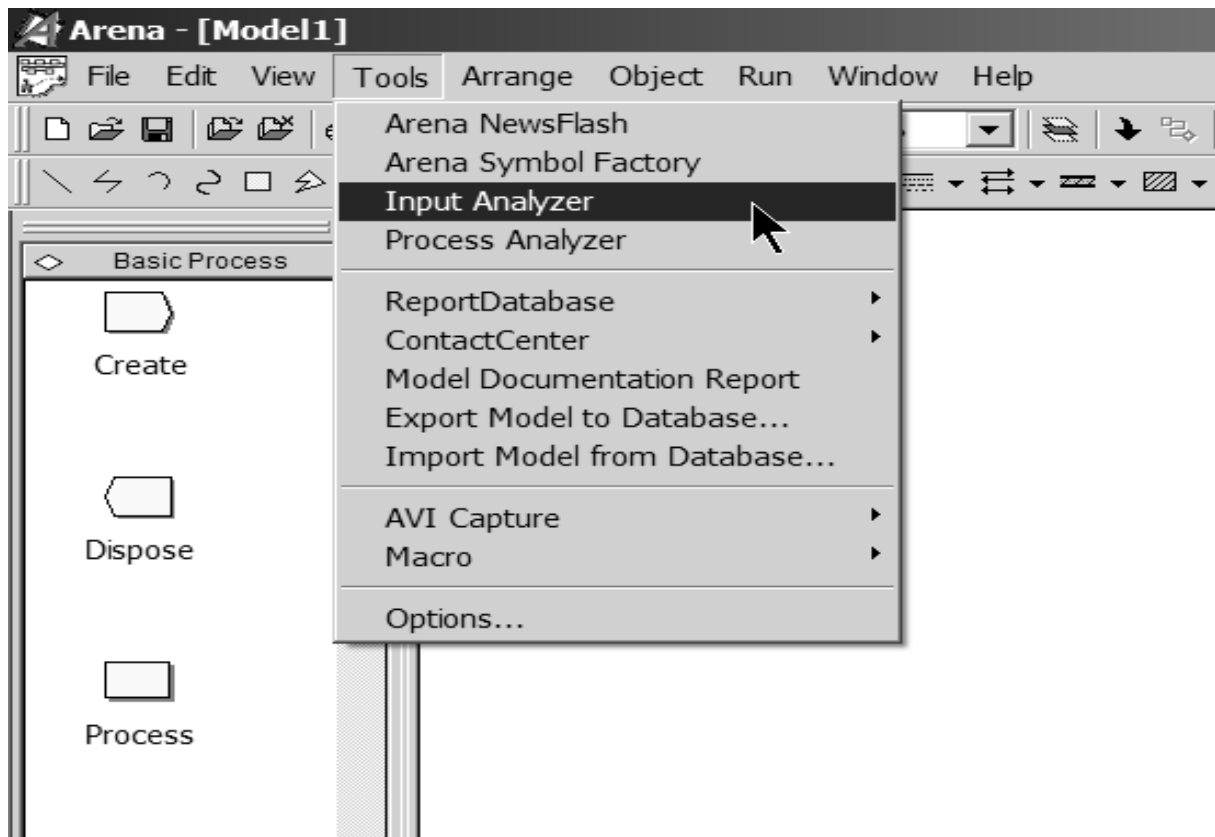 Arena - [Model1]
File Edit View Tools Arrange Object Run Window Help
Arena NewsFlash
Arena Symbol Factory
Input Analyzer
Process Analyzer
ReportDatabase
ContactCenter
Model Documentation Report
Export Model to Database...
Import Model from Database...
AVI Capture
Macro
Options...
Basic Process
Create
Dispose
Process